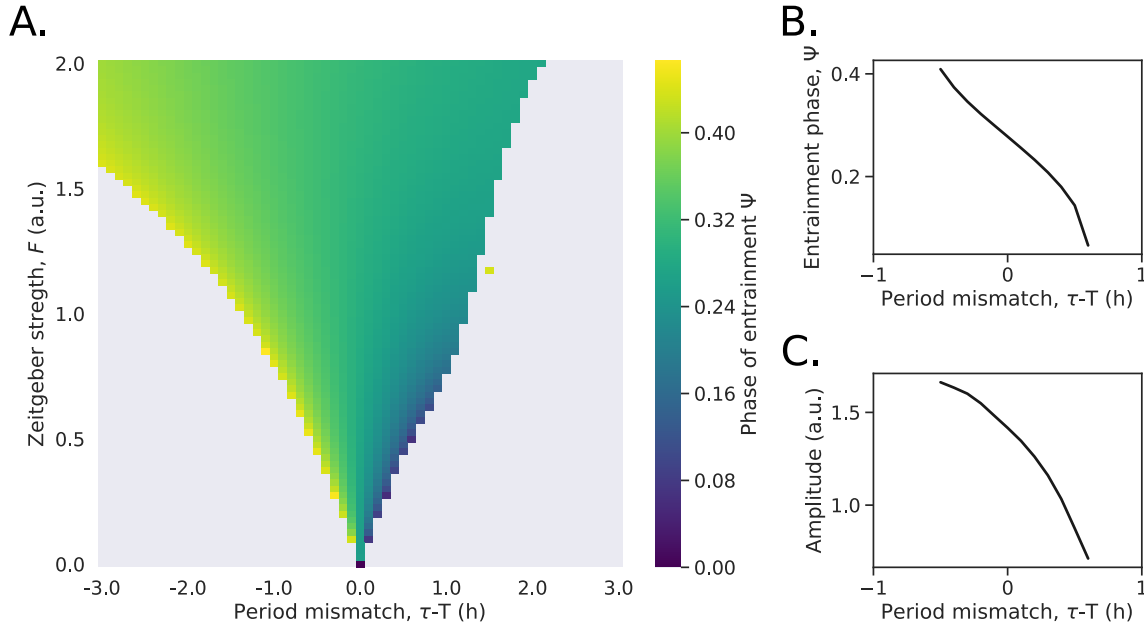 A.
Zeitgeber stregth, F (a.u.)
2.0
1.5
1.0
0.5
0.0
-3.0 -2.0 -1.0 0.0 1.0 2.0 3.0
Period mismatch, τ-T (h)
0.40
0.32
0.24
0.16
0.08
0.00
Phase of entrainment Ψ
B.
Entrainment phase, Ψ
0.4
0.2
−1 0 1
Period mismatch, τ-T (h)
C.
Amplitude (a.u.)
1.5
1.0
−1 0 1
Period mismatch, τ-T (h)